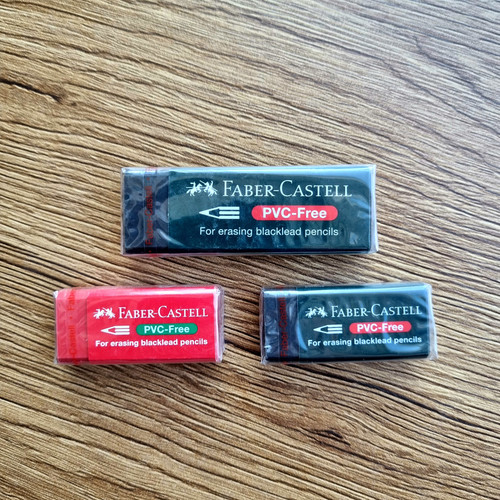 FABER-CASTELL
PVC-Free
For erasing blacklead pencils
FABER-CASTELL
PVC-Free
For erasing blacklead pencils
FABER-CASTELL
PVC-Free
For erasing blacklead pencils